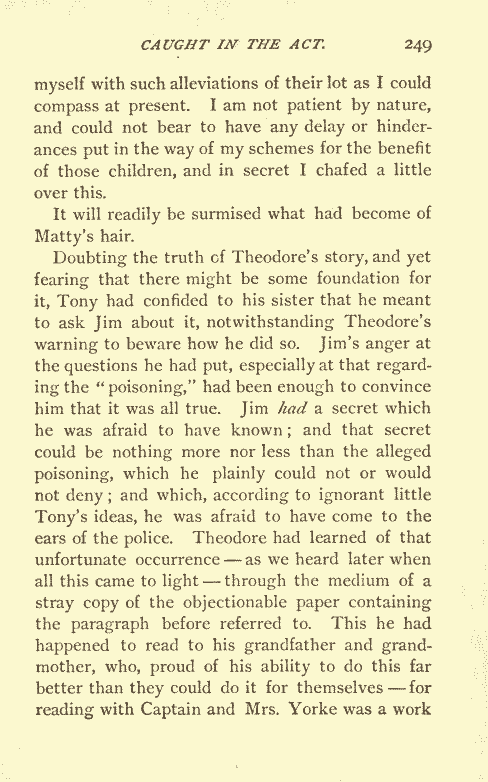 CAUGHT IN THE ACT. 249
myself with such alleviations of their lot as I could
compass at present. I am not patient by nature,
and could not bear to have any delay or hinder-
ances put in the way of my schemes for the benefit
of those children, and in secret I chafed a little
over this.
It will readily be surmised what had become of
Matty's hair.
Doubting the truth of Theodore's story, and yet
fearing that there might be some foundation for
it, Tony had confided to his sister that he meant
to ask Jim about it, notwithstanding Theodore's
warning to beware how he did so. Jim's anger at
the questions he had put, especially at that regard-
ing the "poisoning," had been enough to convince
him that it was all true. Jim had a secret which
he was afraid to have known; and that secret
could be nothing more nor less than the alleged
poisoning, which he plainly could not or would
not deny; and which, according to ignorant little
Tony's ideas, he was afraid to have come to the
ears of the police. Theodore had learned of that
unfortunate occurrence — as we heard later when
all this came to light — through the medium of a
stray copy of the objectionable paper containing
the paragraph before referred to. This he had
happened to read to his grandfather and grand-
mother, who, proud of his ability to do this far
better than they could do it for themselves — for
reading with Captain and Mrs. Yorke was a work